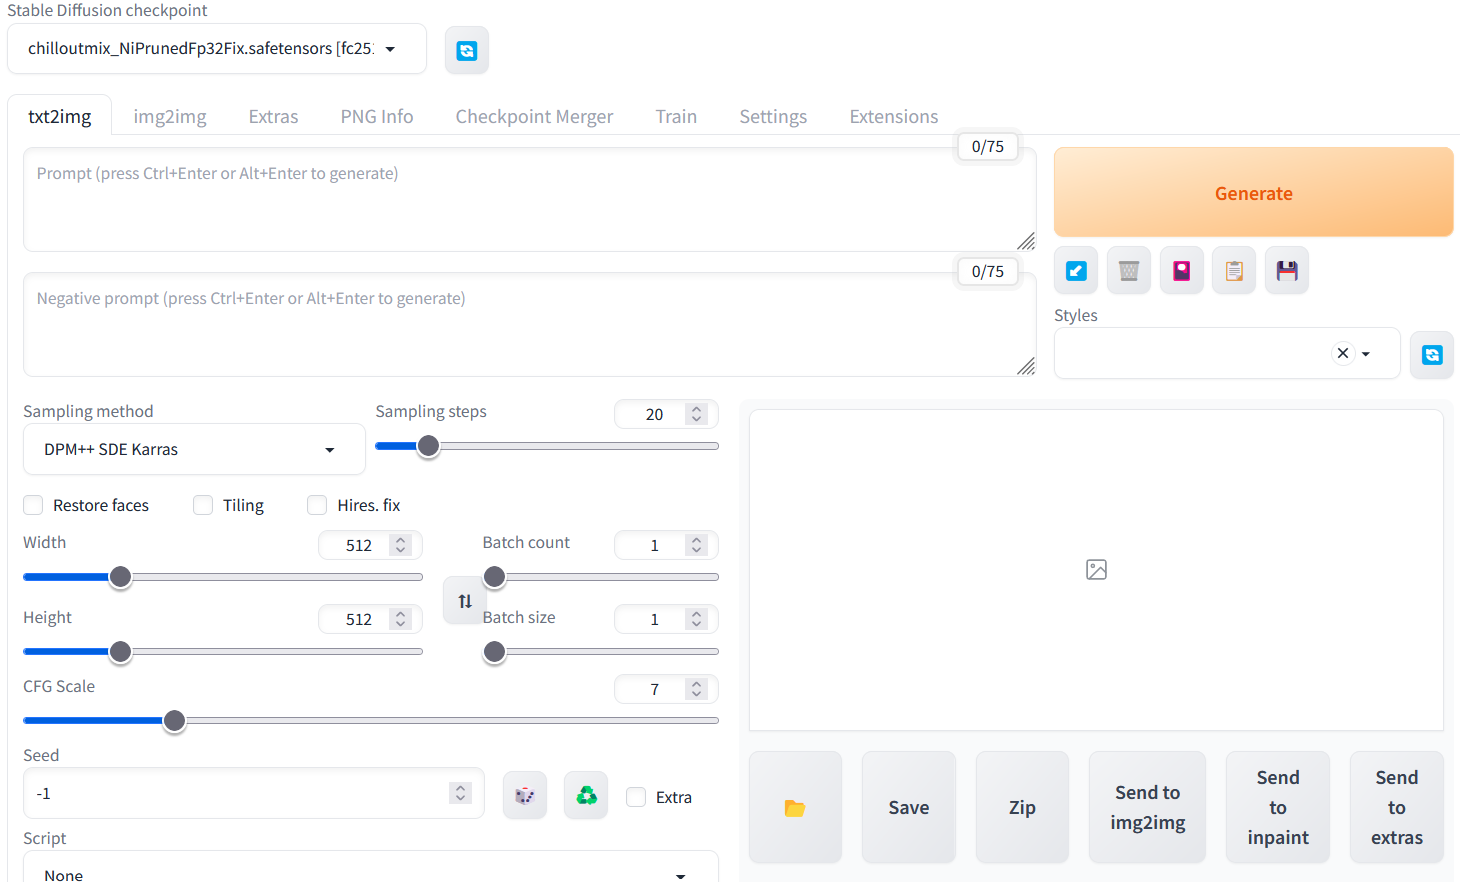 Stable Diffusion checkpoint
chilloutmix_NiPrunedFp32Fix.safetensors [fc25
txt2img img2img Extras PNG Info Checkpoint Merger Train Settings Extensions
0/75
Prompt (press Ctrl+Enter or Alt+Enter to generate)
Generate
0/75
Negative prompt (press Ctrl+Enter or Alt+Enter to generate)
Styles
Sampling method
DPM++ SDE Karras
Sampling steps
20
Restore faces Tiling Hires. fix
Width
512
Batch count
1
Height
512
Batch size
1
CFG Scale
7
Seed
-1
Extra
Script
None
Save
Zip
Send to
img2img
Send
to
inpaint
Send
to
extras